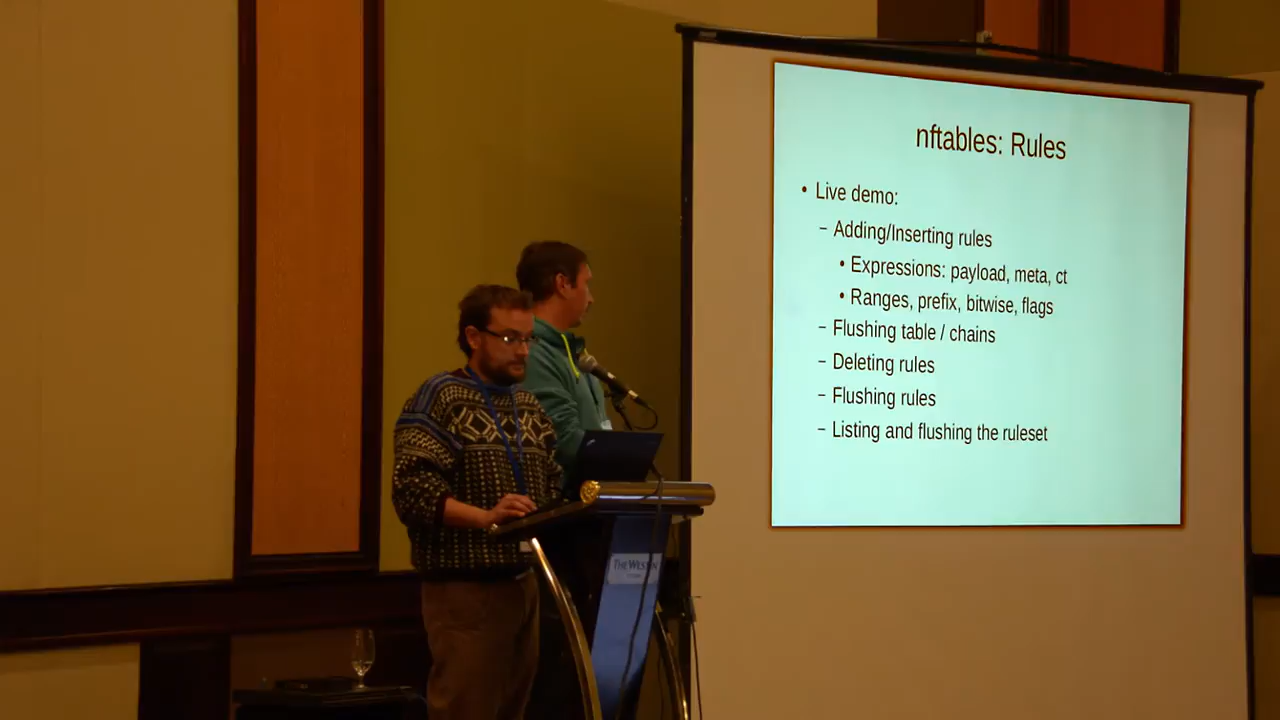 nftables: Rules
• Live demo:
– Adding/Inserting rules
• Expressions: payload, meta, ct
• Ranges, prefix, bitwise, flags
– Flushing table / chains
– Deleting rules
– Flushing rules
– Listing and flushing the ruleset
THE WESTIN